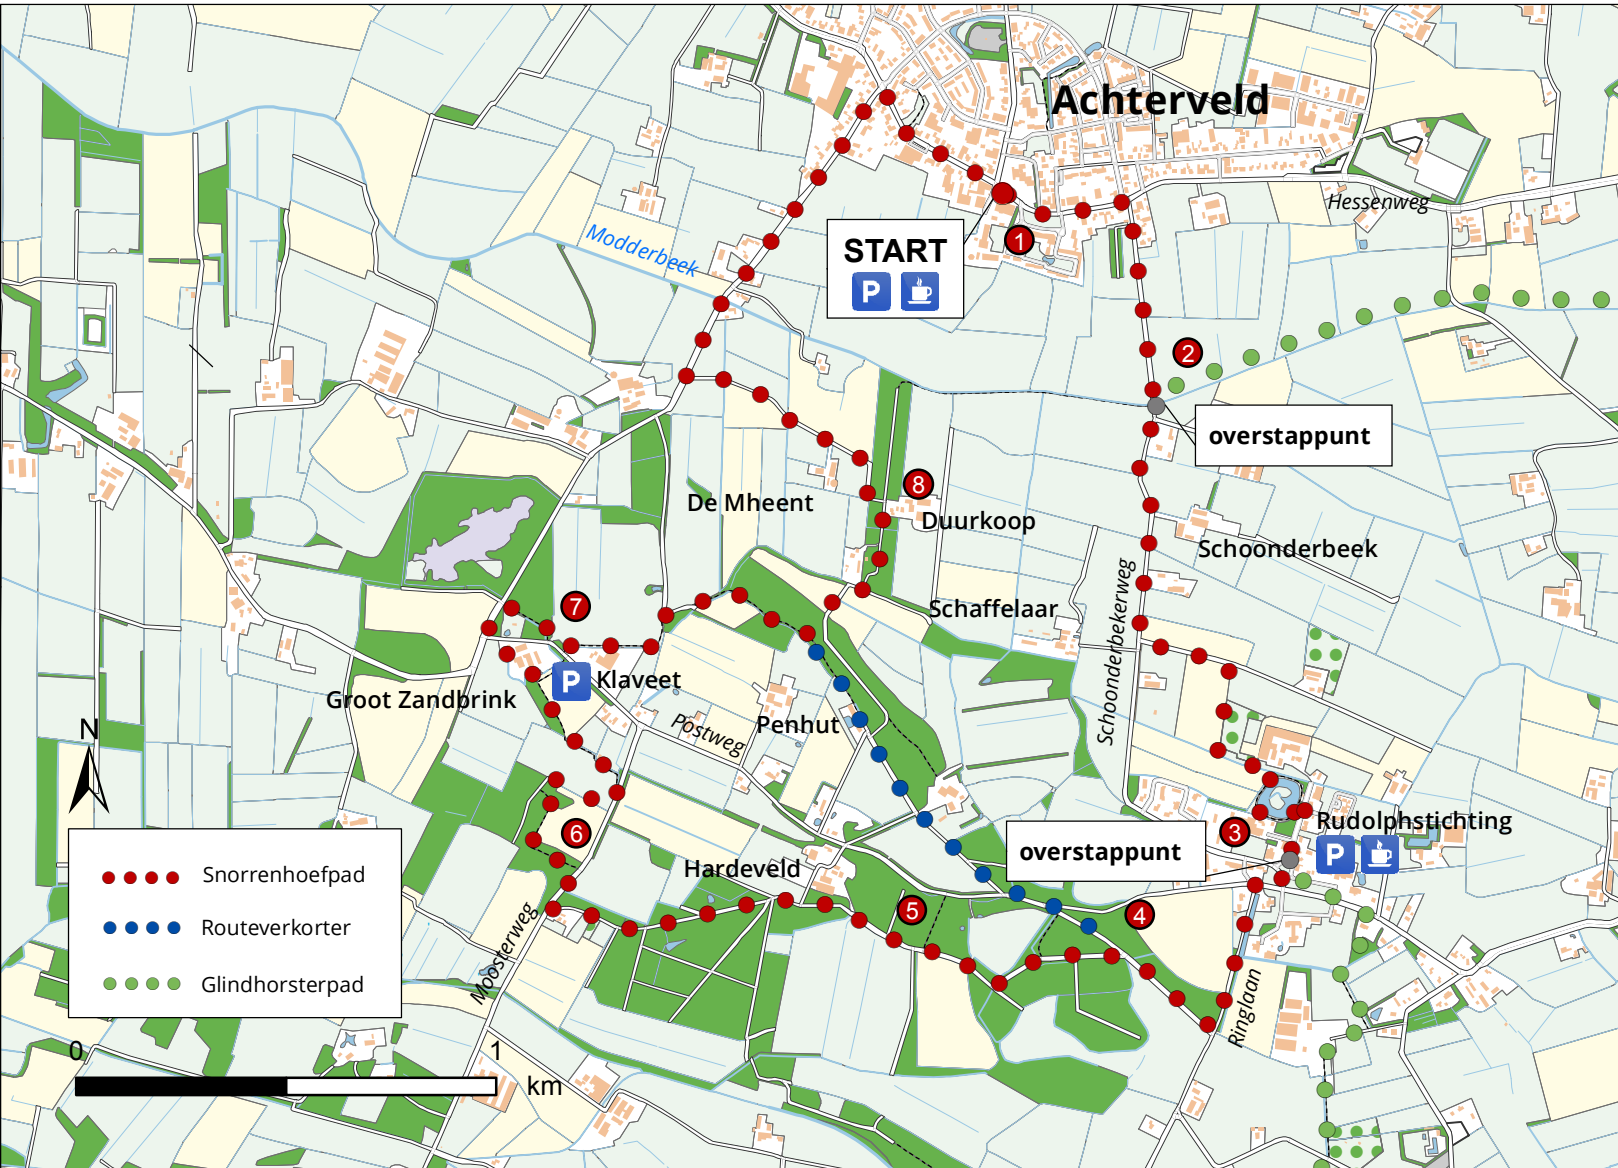 Achterveld
Hessenweg
Modderbeek
START
P
1
2
overstappunt
8
De Mheent
Duurkoop
Schoonderbeek
Schoonderbekerweg
Schaffelaar
7
P
Klaveet
Groot Zandbrink
Postweg
Penhut
N
6
3
Rudolphstichting
P
overstappunt
Hardeveld
5
4
Moosterweg
Ringlaan
Snorrenhoefpad
Routeverkorter
Glindhorsterpad
0
1
km